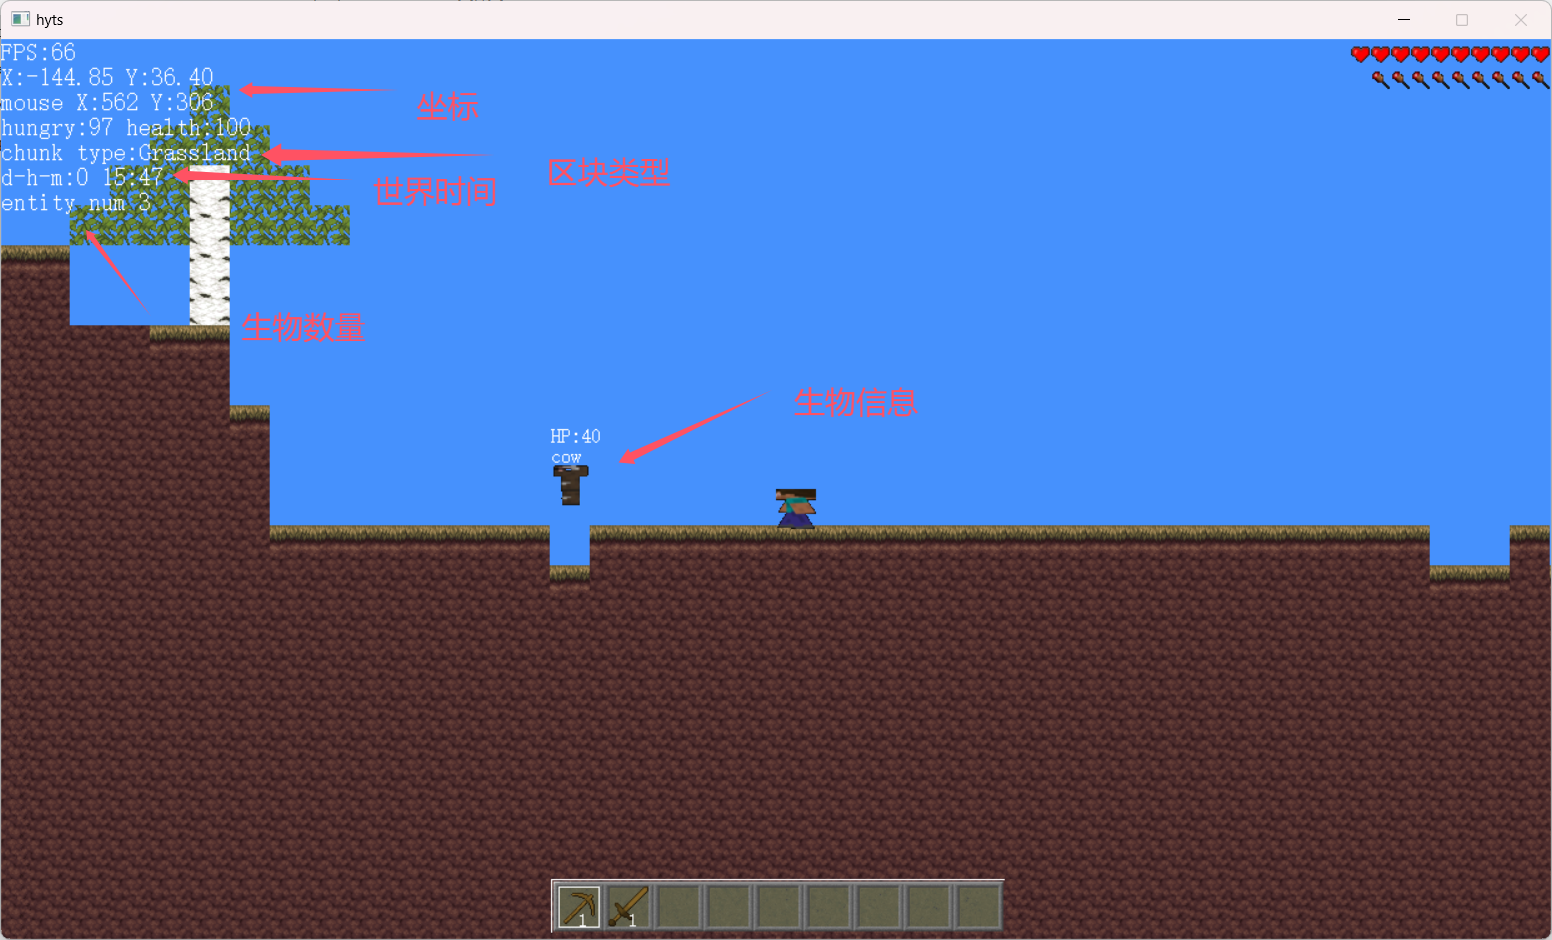 hyts
FPS:66
X:-144.85 Y:36.40
坐标
mouse X:562 Y:306
hungry:97 health:100
chunk type:Grassland
区块类型
d-h-m:0 15:47
世界时间
entity num 3
生物数量
生物信息
HP:40
cow
1
1